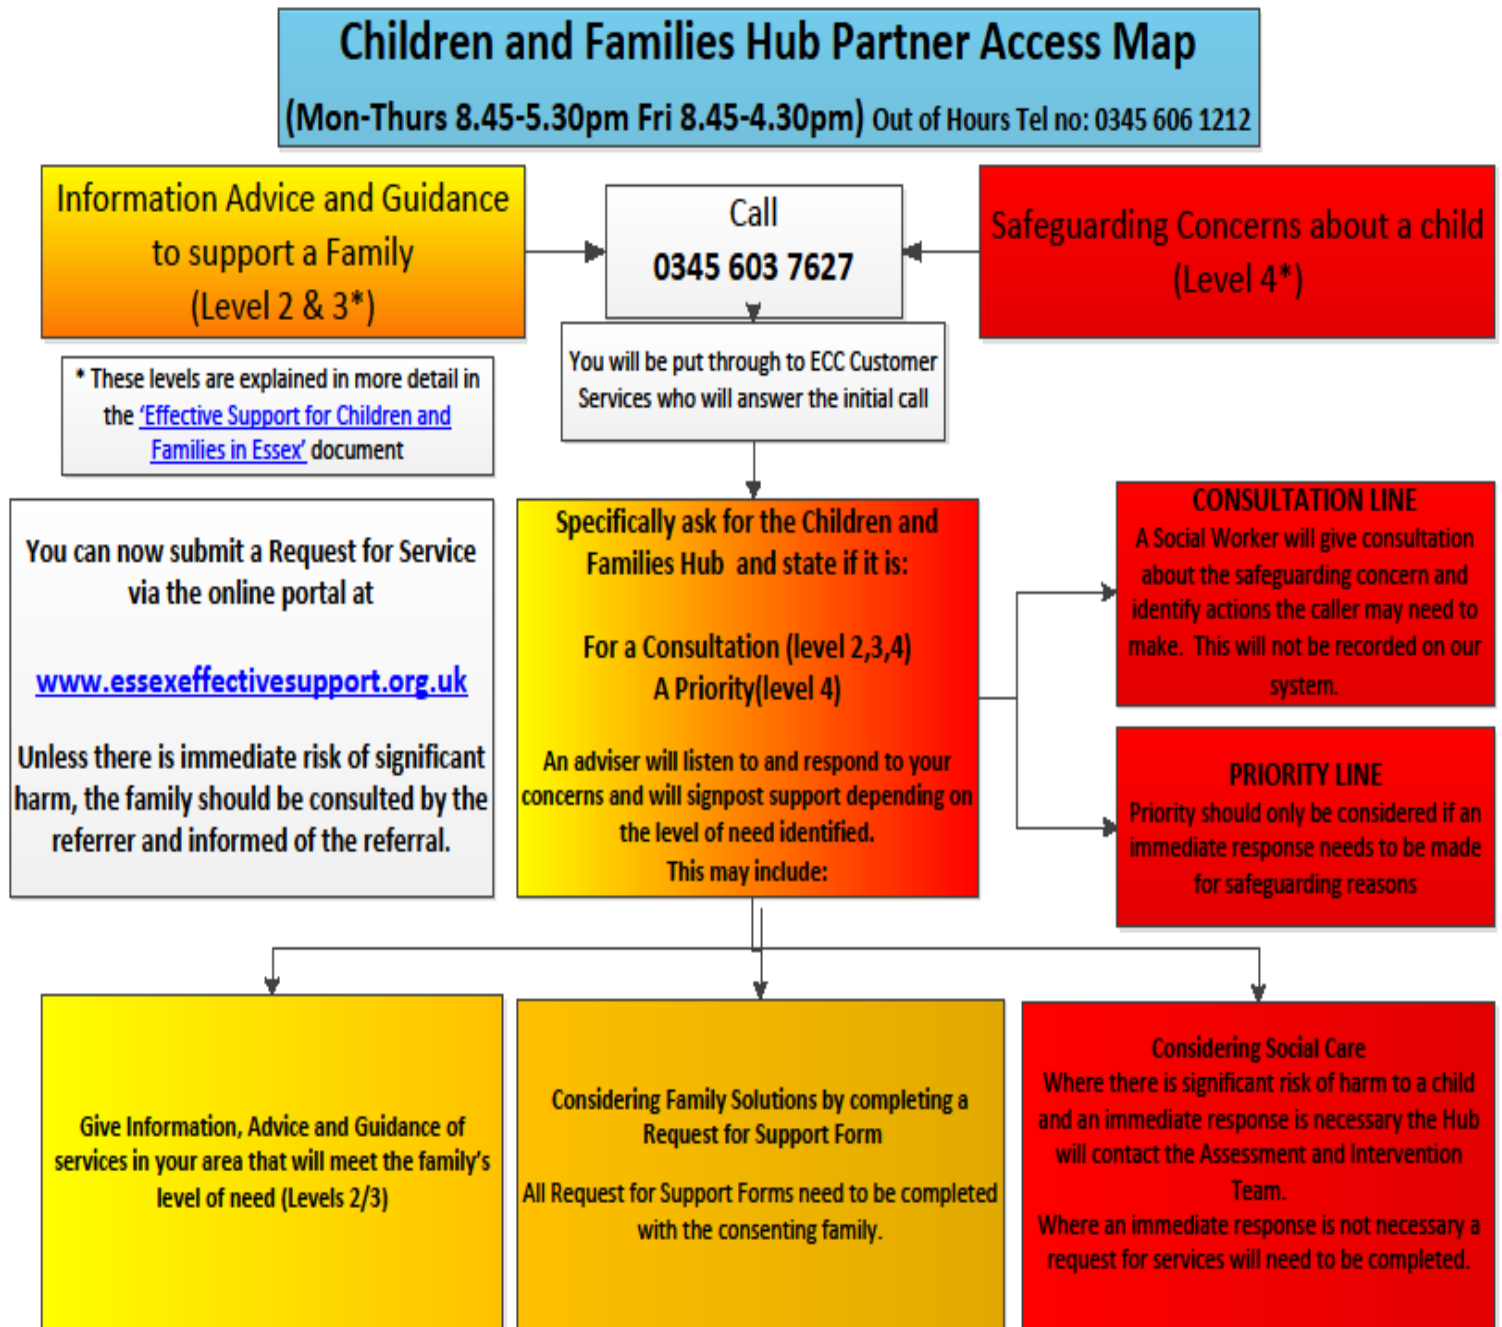 Children and Families Hub Partner Access Map
(Mon-Thurs 8.45-5.30pm Fri 8.45-4.30pm) Out of Hours Tel no: 0345 606 1212
Information Advice and Guidance
to support a Family
(Level 2 & 3*)
Call
0345 603 7627
Safeguarding Concerns about a child
(Level 4*)
You will be put through to ECC Customer
Services who will answer the initial call
* These levels are explained in more detail in
the ‘Effective Support for Children and
Families in Essex’ document
You can now submit a Request for Service
via the online portal at
www.essexeffectivesupport.org.uk
Unless there is immediate risk of significant
harm, the family should be consulted by the
referrer and informed of the referral.
Specifically ask for the Children and
Families Hub and state if it is:
For a Consultation (level 2,3,4)
A Priority(level 4)
An adviser will listen to and respond to your
concerns and will signpost support depending on
the level of need identified.
This may include:
CONSULTATION LINE
A Social Worker will give consultation
about the safeguarding concern and
identify actions the caller may need to
make. This will not be recorded on our
system.
PRIORITY LINE
Priority should only be considered if an
immediate response needs to be made
for safeguarding reasons
Give Information, Advice and Guidance of
services in your area that will meet the family’s
level of need (Levels 2/3)
Considering Family Solutions by completing a
Request for Support Form
All Request for Support Forms need to be completed
with the consenting family.
Considering Social Care
Where there is significant risk of harm to a child
and an immediate response is necessary the Hub
will contact the Assessment and Intervention
Team.
Where an immediate response is not necessary a
request for services will need to be completed.